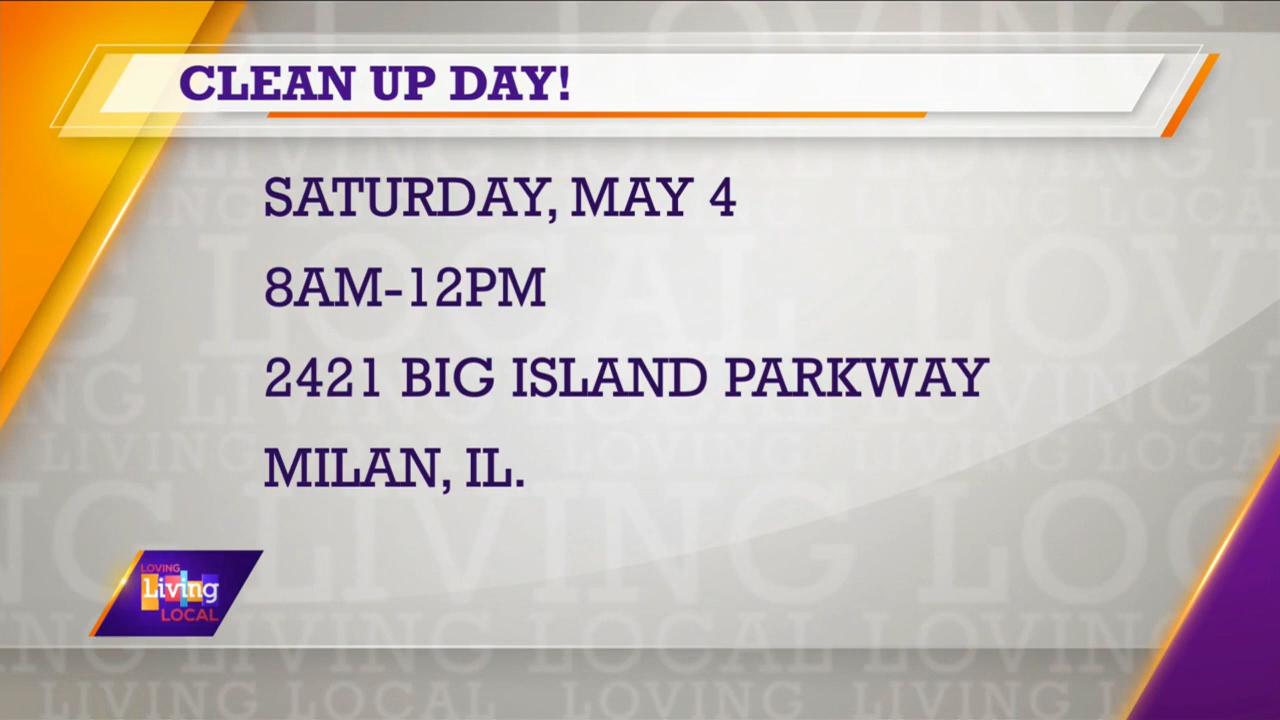 CLEAN UP DAY!
SATURDAY, MAY 4
8AM-12PM
2421 BIG ISLAND PARKWAY
MILAN, IL.
LOVING
Living
LOCAL